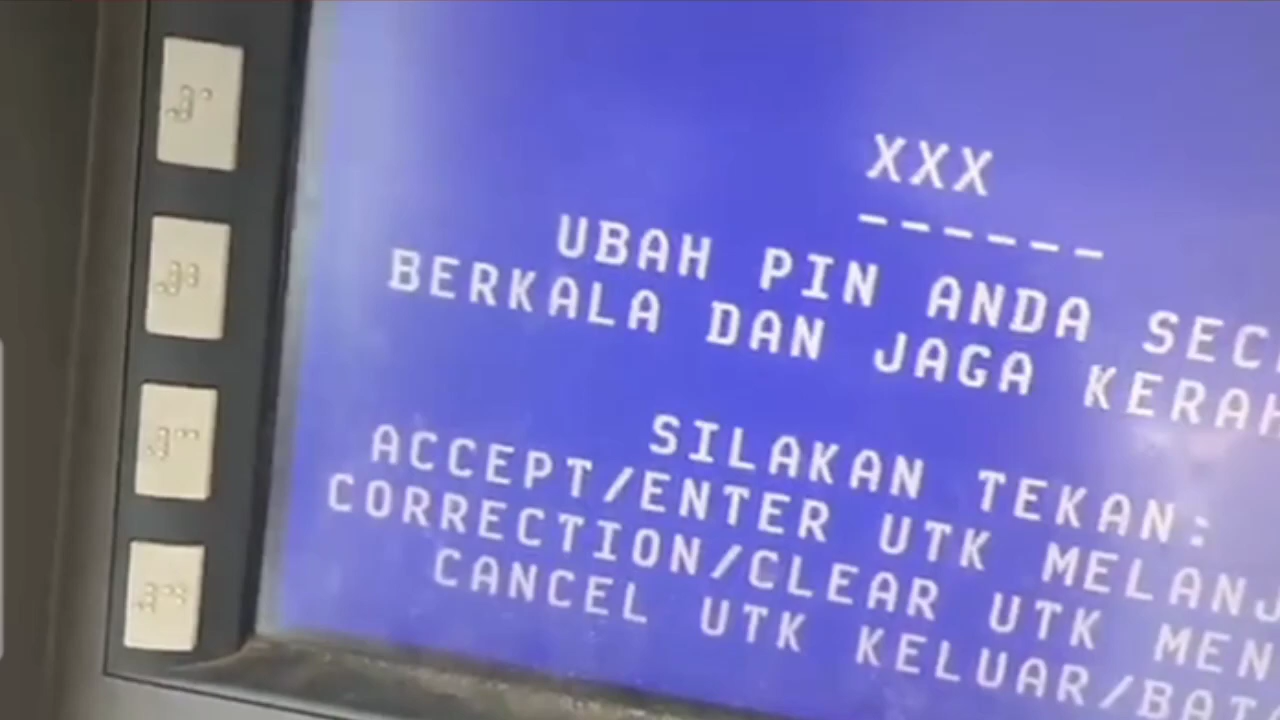 XXX
------
UBAH PIN ANDA SEC
BERKALA DAN JAGA KERAH
SILAKAN TEKAN:
ACCEPT/ENTER UTK MELANJ
CORRECTION/CLEAR UTK MEN
CANCEL UTK KELUAR/BATA